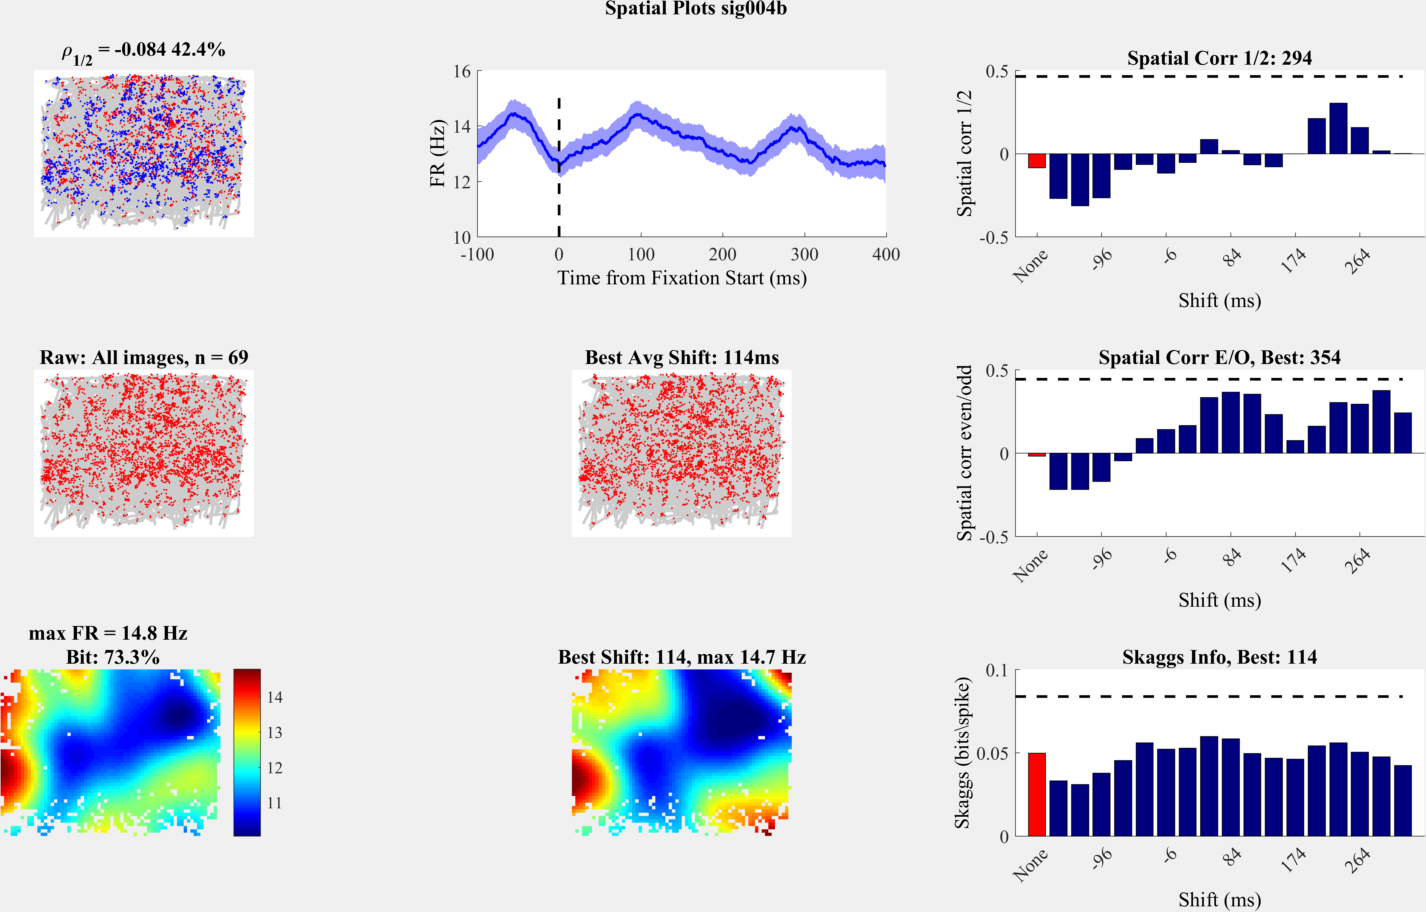 Spatial Plots sig004b
ρ1/2 = -0.084 42.4%
16
14
12
10
FR (Hz)
-100
0
100
200
300
400
Time from Fixation Start (ms)
Spatial Corr 1/2: 294
0.5
0
-0.5
Spatial corr 1/2
None
-96
-6
84
174
264
Shift (ms)
Raw: All images, n = 69
Best Avg Shift: 114ms
Spatial Corr E/O, Best: 354
0.5
0
-0.5
Spatial corr even/odd
None
-96
-6
84
174
264
Shift (ms)
max FR = 14.8 Hz
Bit: 73.3%
14
13
12
11
Best Shift: 114, max 14.7 Hz
Skaggs Info, Best: 114
0.1
0.05
0
Skaggs (bits\spike)
None
-96
-6
84
174
264
Shift (ms)